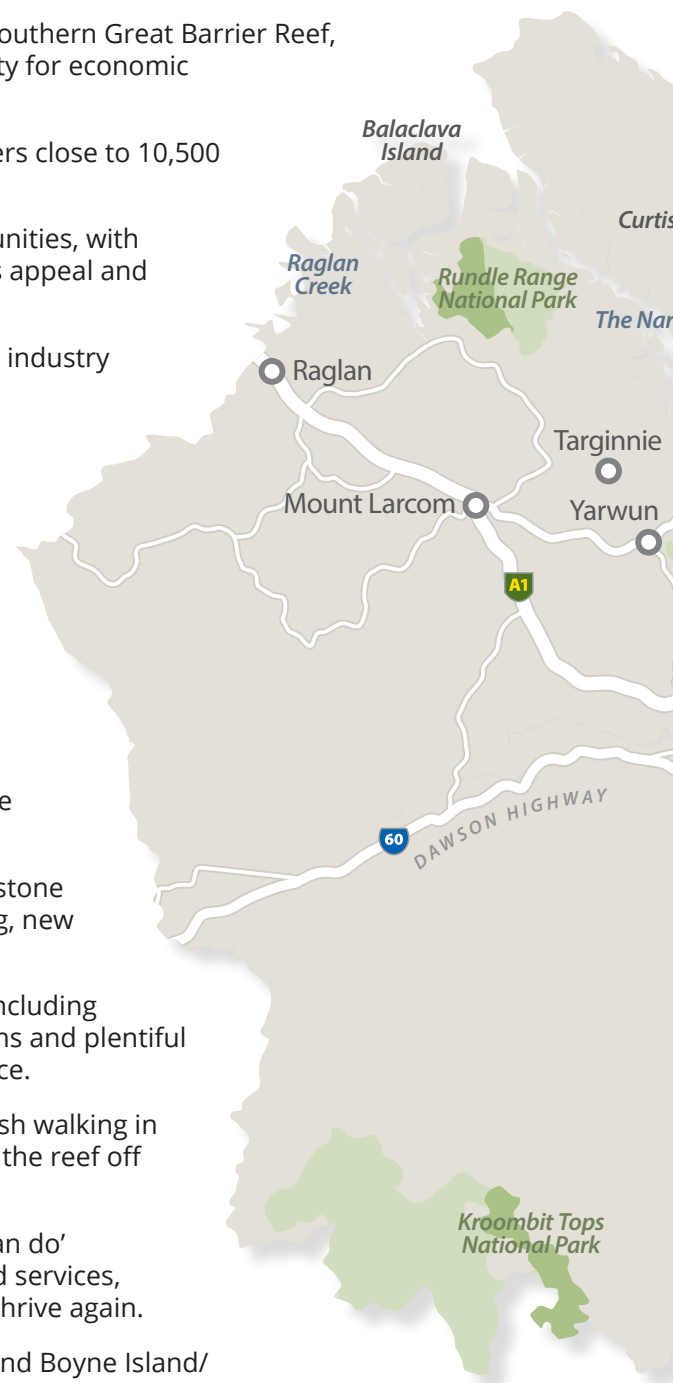 outhern Great Barrier Reef,
ty for economic
ers close to 10,500
unities, with
s appeal and
industry
e
stone
g, new
ncluding
ns and plentiful
ce.
sh walking in
the reef off
an do’
d services,
hrive again.
nd Boyne Island/
Balaclava
Island
Curtis
Raglan
Creek
Rundle Range
National Park
The Nar
Raglan
Targinnie
Mount Larcom
Yarwun
A1
60
DAWSON HIGHWAY
Kroombit Tops
National Park